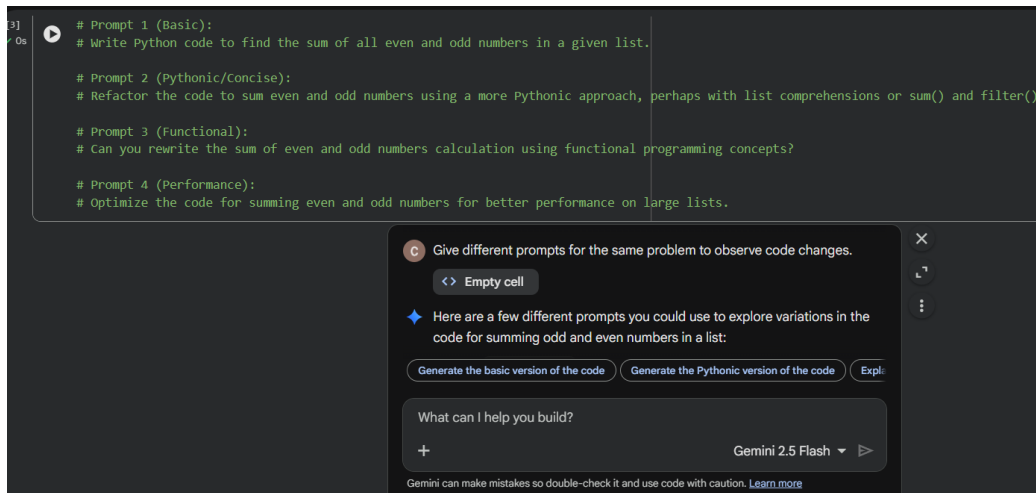 [3]
0s
# Prompt 1 (Basic):
# Write Python code to find the sum of all even and odd numbers in a given list.
# Prompt 2 (Pythonic/Concise):
# Refactor the code to sum even and odd numbers using a more Pythonic approach, perhaps with list comprehensions or sum() and filter()
# Prompt 3 (Functional):
# Can you rewrite the sum of even and odd numbers calculation using functional programming concepts?
# Prompt 4 (Performance):
# Optimize the code for summing even and odd numbers for better performance on large lists.
C Give different prompts for the same problem to observe code changes.
<> Empty cell
Here are a few different prompts you could use to explore variations in the
code for summing odd and even numbers in a list:
Generate the basic version of the code Generate the Pythonic version of the code Expla
What can I help you build?
+ Gemini 2.5 Flash
Gemini can make mistakes so double-check it and use code with caution. Learn more